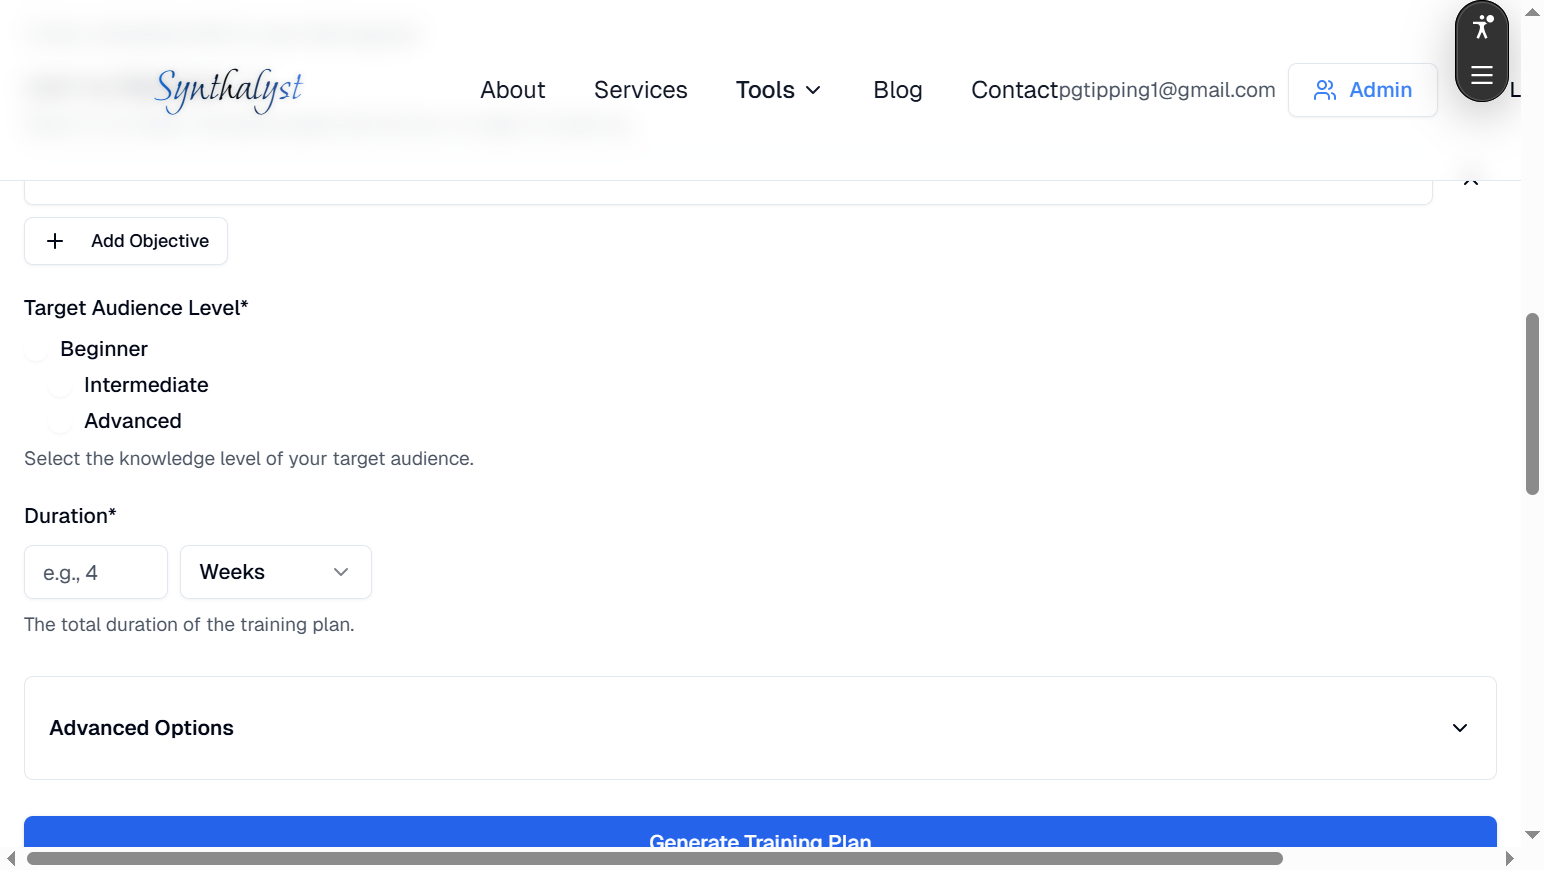 Synthalyst
About
Services
Tools
Blog
Contact
pgtipping1@gmail.com
Admin
L
Add Objective
Target Audience Level*
Beginner
Intermediate
Advanced
Select the knowledge level of your target audience.
Duration*
e.g., 4
Weeks
The total duration of the training plan.
Advanced Options
Generate Training Plan